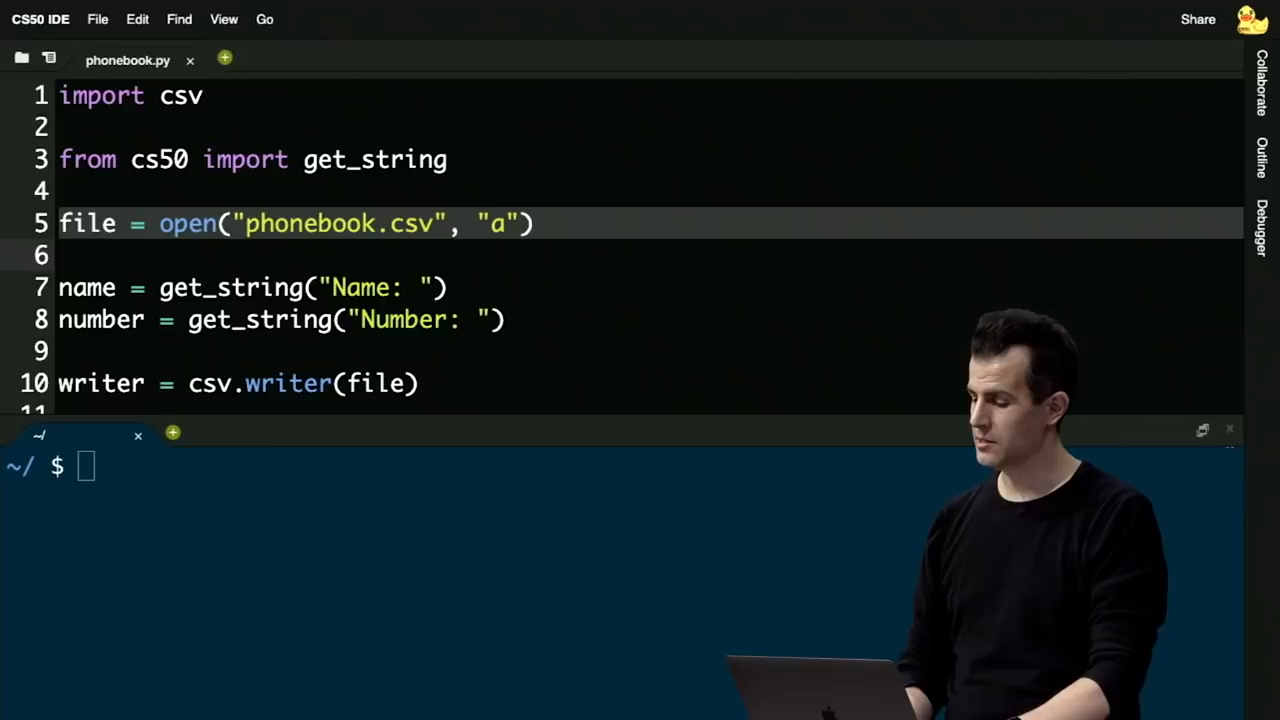 CS50 IDE File Edit Find View Go Share
phonebook.py
1 import csv
2
3 from cs50 import get_string
4
5 file = open("phonebook.csv", "a")
6
7 name = get_string("Name: ")
8 number = get_string("Number: ")
9
10 writer = csv.writer(file)
11
~/
~/ $
Collaborate
Outline
Debugger